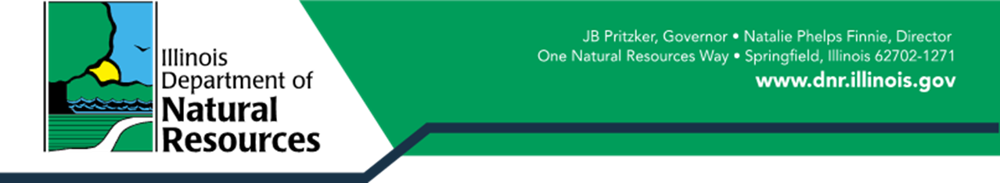 Illinois
Department of
Natural
Resources
JB Pritzker, Governor • Natalie Phelps Finnie, Director
One Natural Resources Way • Springfield, Illinois 62702-1271
www.dnr.illinois.gov